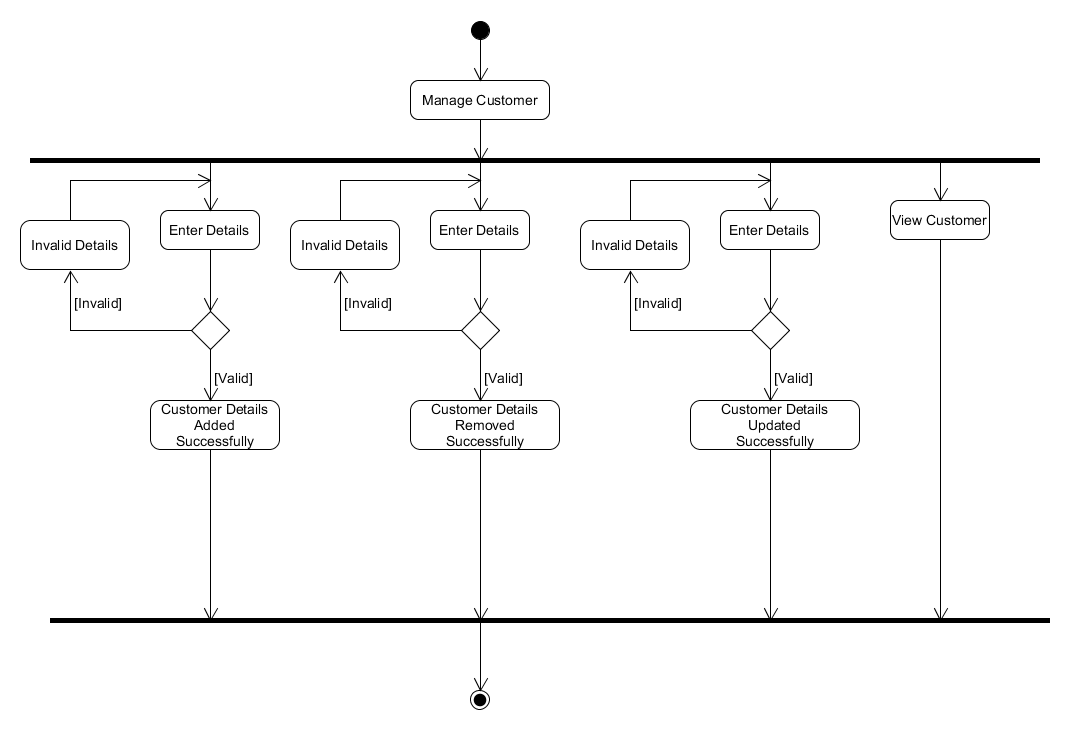 Manage Customer
Invalid Details
Enter Details
Invalid Details
Enter Details
Invalid Details
Enter Details
View Customer
[Invalid]
[Invalid]
[Invalid]
[Valid]
[Valid]
[Valid]
Customer Details
Added
Successfully
Customer Details
Removed
Successfully
Customer Details
Updated
Successfully